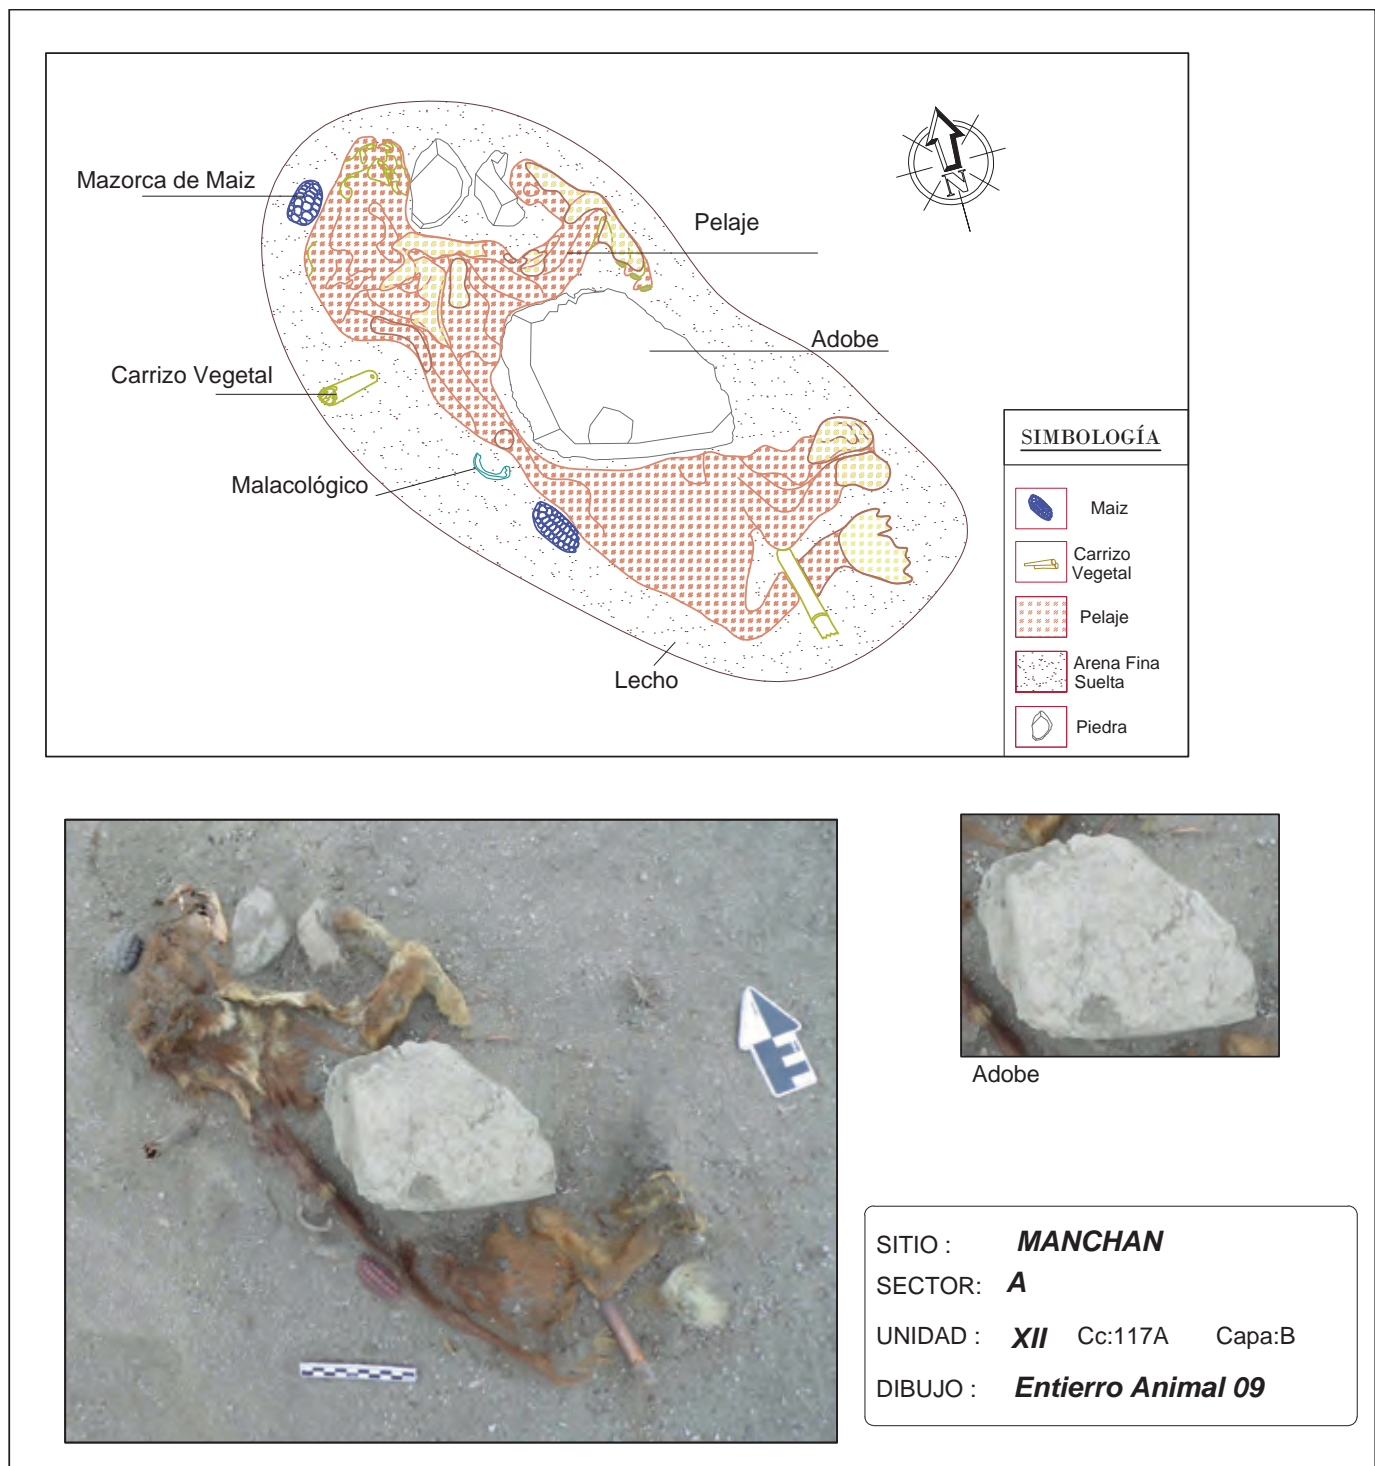 Mazorca de Maiz
Pelaje
Adobe
Carrizo Vegetal
Malacológico
Lecho
N
SIMBOLOGÍA
Maiz
Carrizo
Vegetal
Pelaje
Arena Fina
Suelta
Piedra
Adobe
SITIO : MANCHAN
SECTOR: A
UNIDAD : XII Cc:117A Capa:B
DIBUJO : Entierro Animal 09